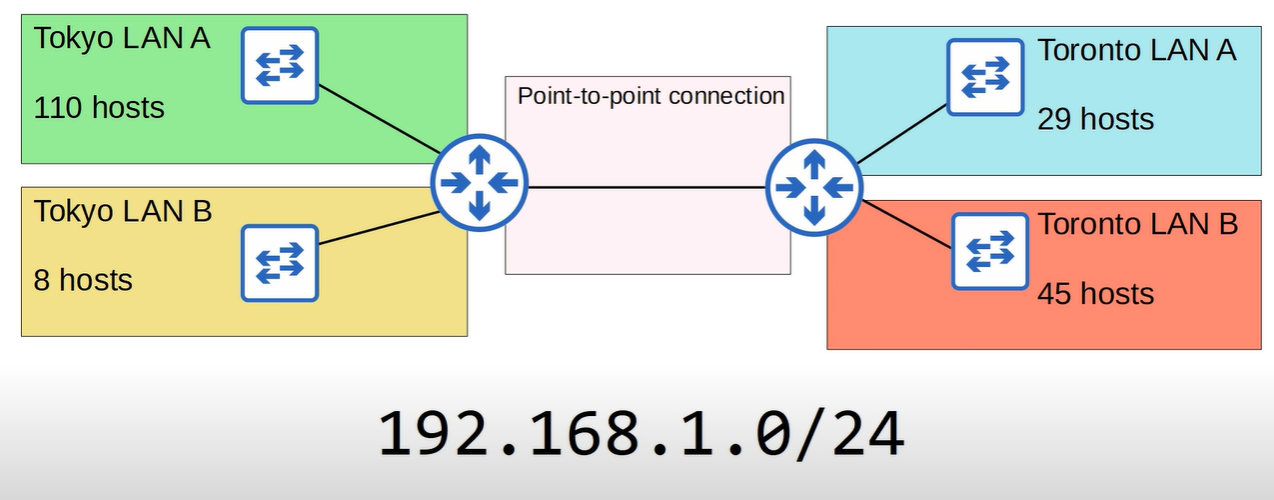 Tokyo LAN A
110 hosts
Tokyo LAN B
8 hosts
Point-to-point connection
Toronto LAN A
29 hosts
Toronto LAN B
45 hosts
192.168.1.0/24